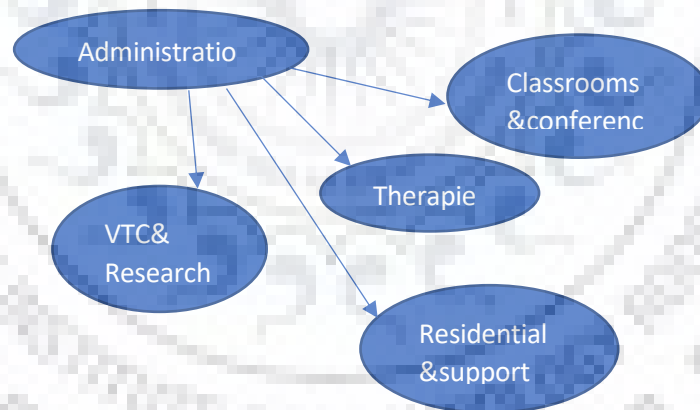 Administratio
Classrooms
&conferenc
Therapie
VTC&
Research
Residential
&support